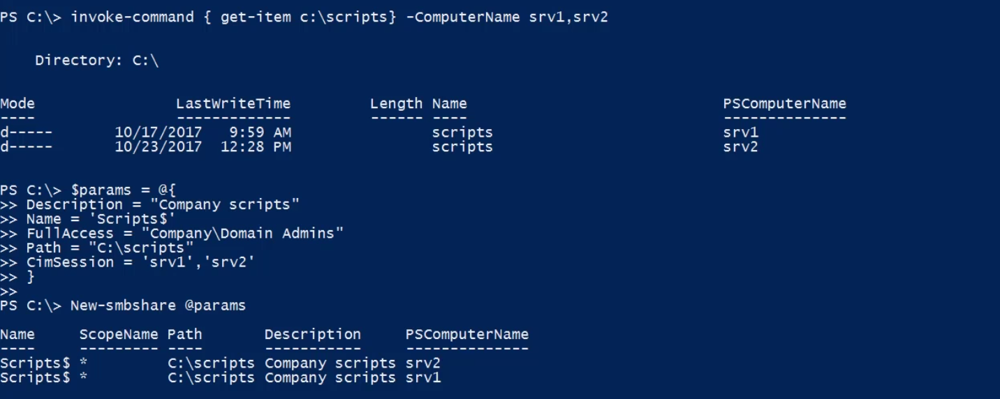 PS C:\> invoke-command { get-item c:\scripts} -ComputerName srv1,srv2
Directory: C:\
Mode LastWriteTime Length Name PSComputerName
---- ------------- ------ ---- --------------
d----- 10/17/2017 9:59 AM scripts srv1
d----- 10/23/2017 12:28 PM scripts srv2
PS C:\> $params = @{
>> Description = "Company scripts"
>> Name = 'Scripts$'
>> FullAccess = "Company\Domain Admins"
>> Path = "C:\scripts"
>> CimSession = 'srv1','srv2'
>> }
>>
PS C:\> New-smbshare @params
Name ScopeName Path Description PSComputerName
---- --------- ---- ----------- --------------
Scripts$ * C:\scripts Company scripts srv2
Scripts$ * C:\scripts Company scripts srv1